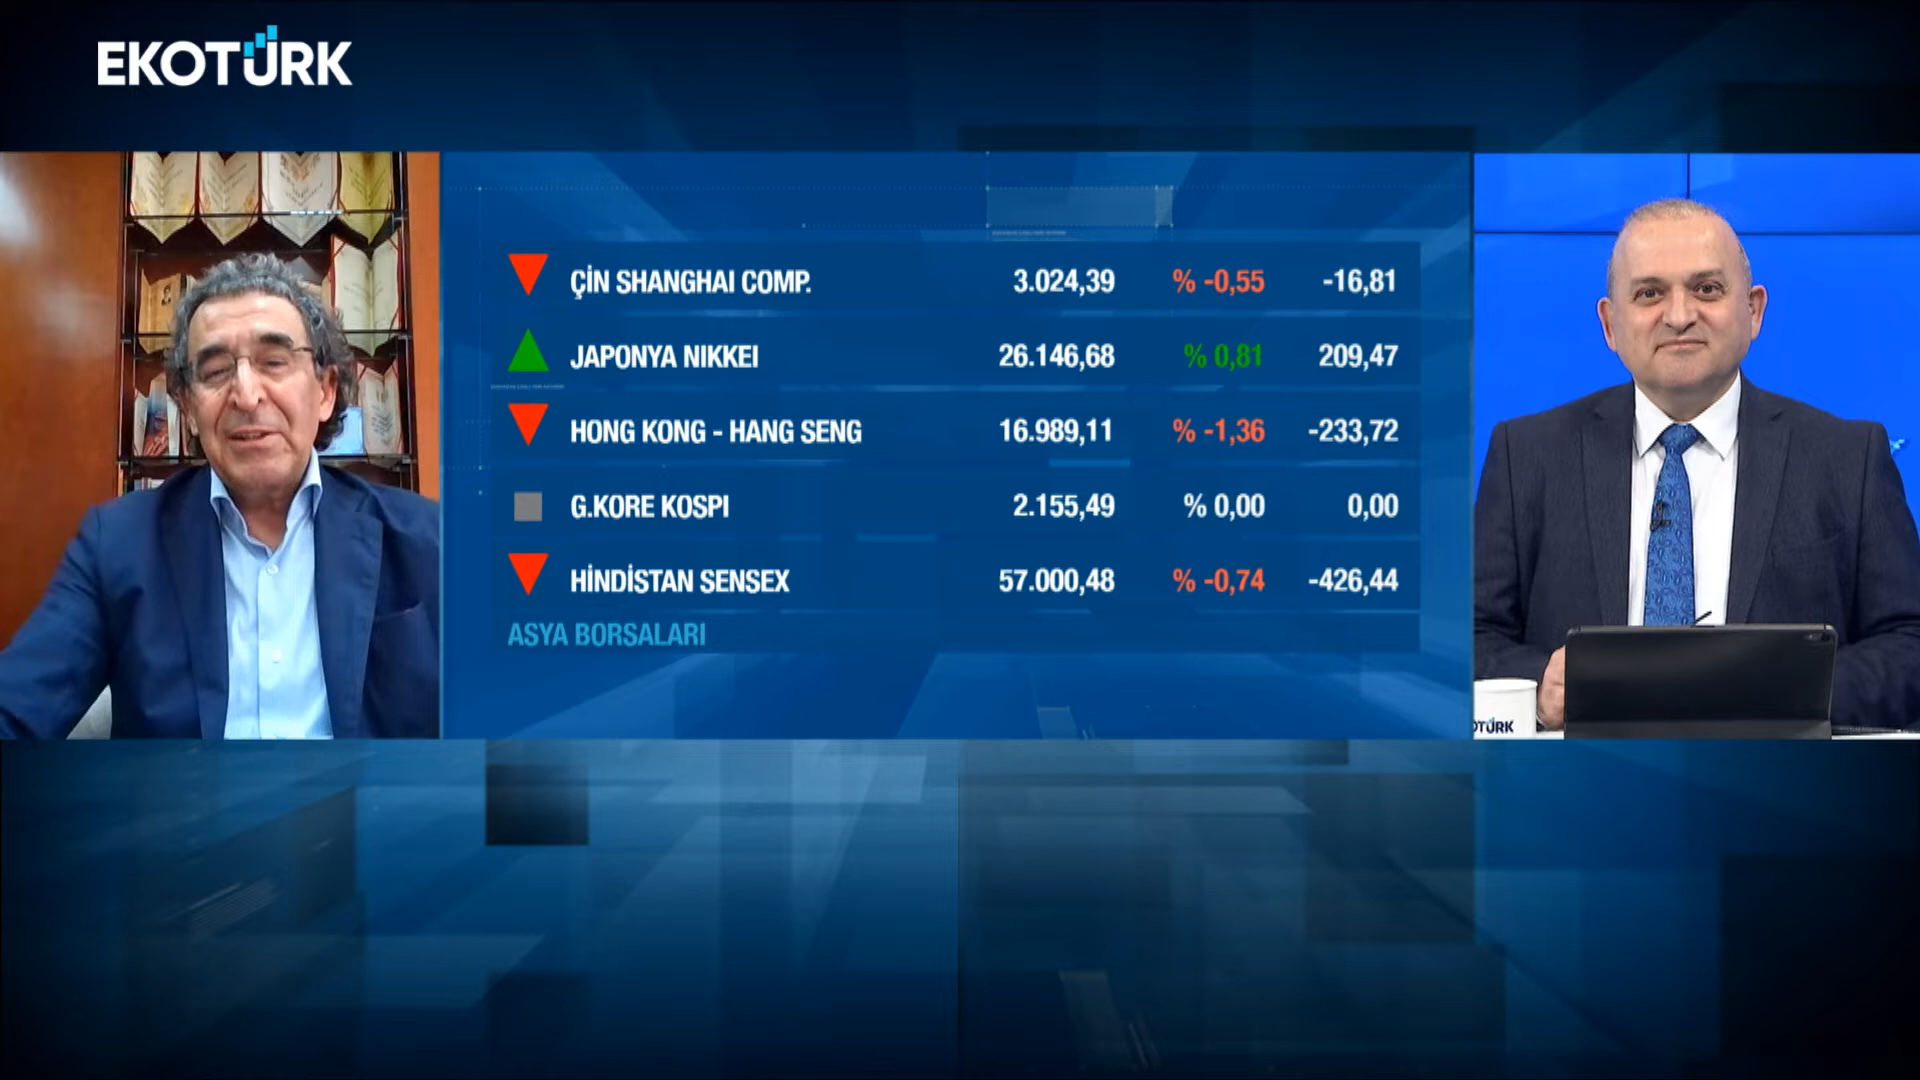 EKOTÜRK
ÇİN SHANGHAI COMP. 3.024,39 % -0,55 -16,81
JAPONYA NIKKEI 26.146,68 % 0,81 209,47
HONG KONG - HANG SENG 16.989,11 % -1,36 -233,72
G.KORE KOSPI 2.155,49 % 0,00 0,00
HİNDİSTAN SENSEX 57.000,48 % -0,74 -426,44
ASYA BORSALARI
OTÜRK